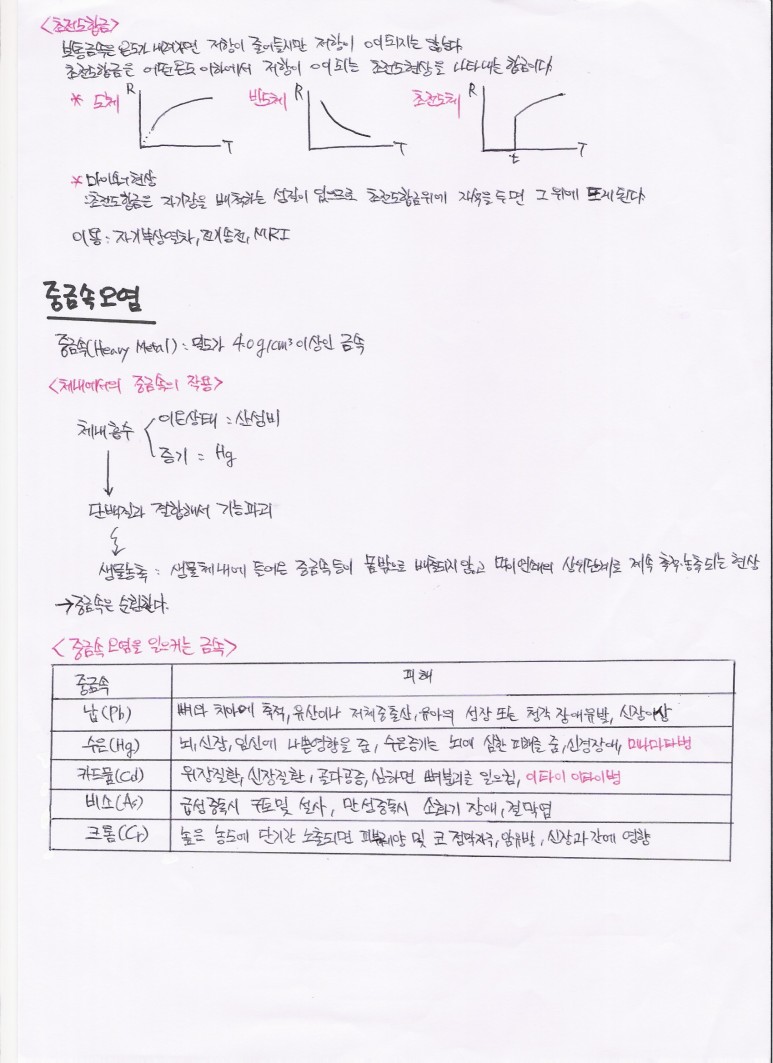 <초전도합금>
보통금속은 온도가 내려가면 저항이 줄어들지만 저항이 0이 되지는 않는다
초전도합금은 어떤온도 이하에서 저항이 0이 되는 초전도현상을 나타내는 합금이다.
* 도체 R T 반도체 R T 초전도체 R T t
* 마이스너 현상
:초전도합금은 자기장을 배척하는 성질이 있으므로 초전도합금위에 자석을 두면 그 위에 뜨게된다
이용 : 자기부상열차, 전기송전, MRI
중금속 오염
중금속(Heavy Metal) : 밀도가 4.0g/cm³ 이상인 금속
<체내에서의 중금속의 작용>
체내흡수 이온상태 : 산성비
증기 : Hg
단백질과 결합해서 기능파괴
생물농축 : 생물체내에 들어온 중금속등이 몸밖으로 배출되지 않고 먹이연쇄의 상위단계로 계속 축적·농축되는 현상
→중금속은 순환한다.
<중금속 오염을 일으키는 금속>
중금속 피해
납(Pb) 뼈와 치아에 축적, 유산이나 저체중출산, 유아의 성장 또는 청각 장애유발, 신장이상
수은(Hg) 뇌, 신장, 임신에 나쁜영향을 줌, 수은증기는 뇌에 심한 피해를 줌, 신경장애, 미나마타병
카드뮴(Cd) 위장질환, 신장질환, 골다공증, 심하면 뼈붕괴를 일으킴, 이타이 이타이병
비소(As) 급성중독시 구토및 설사, 만성중독시 소화기 장애, 결막염
크롬(Cr) 높은 농도에 단기간 노출되면 피부궤양 및 코 점막자극, 암유발, 신장과 간에 영향